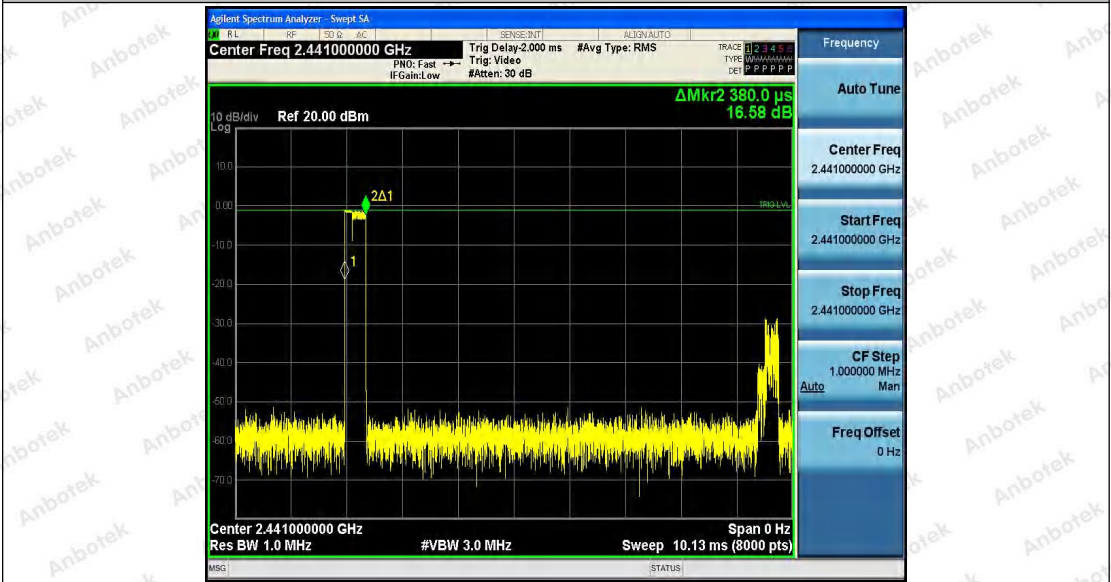 Agilent Spectrum Analyzer - Swept SA
RL RF 50 Ω AC SENSE:INT ALIGNAUTO
Center Freq 2.441000000 GHz
PNO: Fast
IFGain:Low
Trig Delay-2.000 ms
Trig: Video
#Atten: 30 dB
#Avg Type: RMS
TRACE 1 2 3 4 5 6
TYPE
DET P P P P P P
ΔMkr2 380.0 µs
16.58 dB
10 dB/div Ref 20.00 dBm
Log
10.0
0.00
-10.0
-20.0
-30.0
-40.0
-50.0
-60.0
-70.0
2Δ1
1
TRIG LVL
Center 2.441000000 GHz Span 0 Hz
Res BW 1.0 MHz #VBW 3.0 MHz Sweep 10.13 ms (8000 pts)
MSG STATUS
Frequency
Auto Tune
Center Freq
2.441000000 GHz
Start Freq
2.441000000 GHz
Stop Freq
2.441000000 GHz
CF Step
1.000000 MHz
Auto Man
Freq Offset
0 Hz
Anbotek